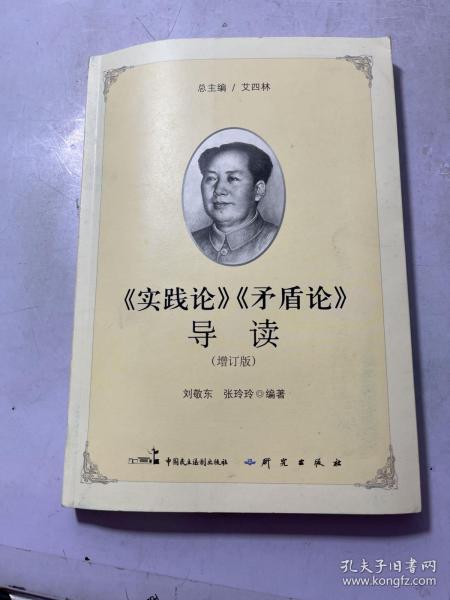 总主编 / 艾四林
《实践论》《矛盾论》
导 读
(增订版)
刘敬东 张玲玲◎编著
中国民主法制出版社 研究出版社
孔夫子旧书网
www.kongfz.com